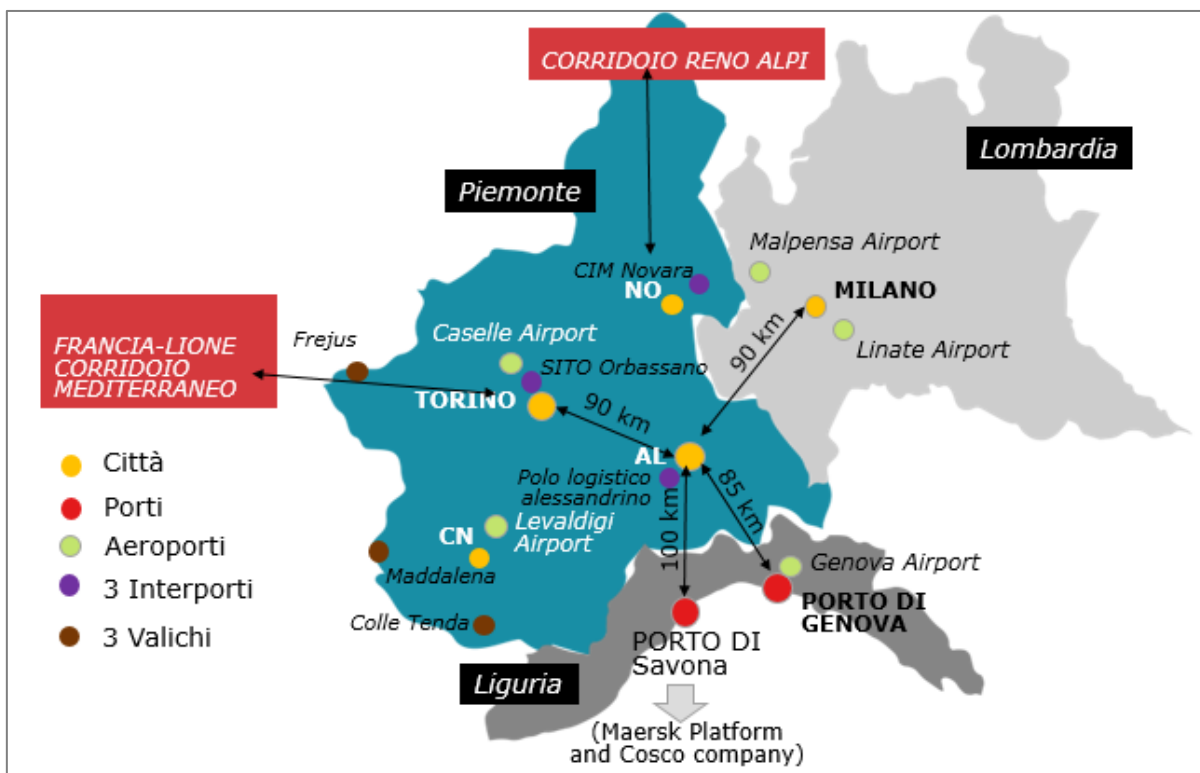 CORRIDOIO RENO ALPI
Lombardia
Piemonte
Malpensa Airport
CIM Novara
NO
MILANO
FRANCIA-LIONE
CORRIDOIO
MEDITERRANEO
Frejus
Caselle Airport
Linate Airport
90 km
SITO Orbassano
TORINO
90 km
AL
Città
Polo logistico
alessandrino
85 km
Porti
100 km
Levaldigi
Airport
CN
Aeroporti
Maddalena
Genova Airport
3 Interporti
PORTO DI
GENOVA
Colle Tenda
3 Valichi
PORTO DI
Savona
Liguria
(Maersk Platform
and Cosco company)